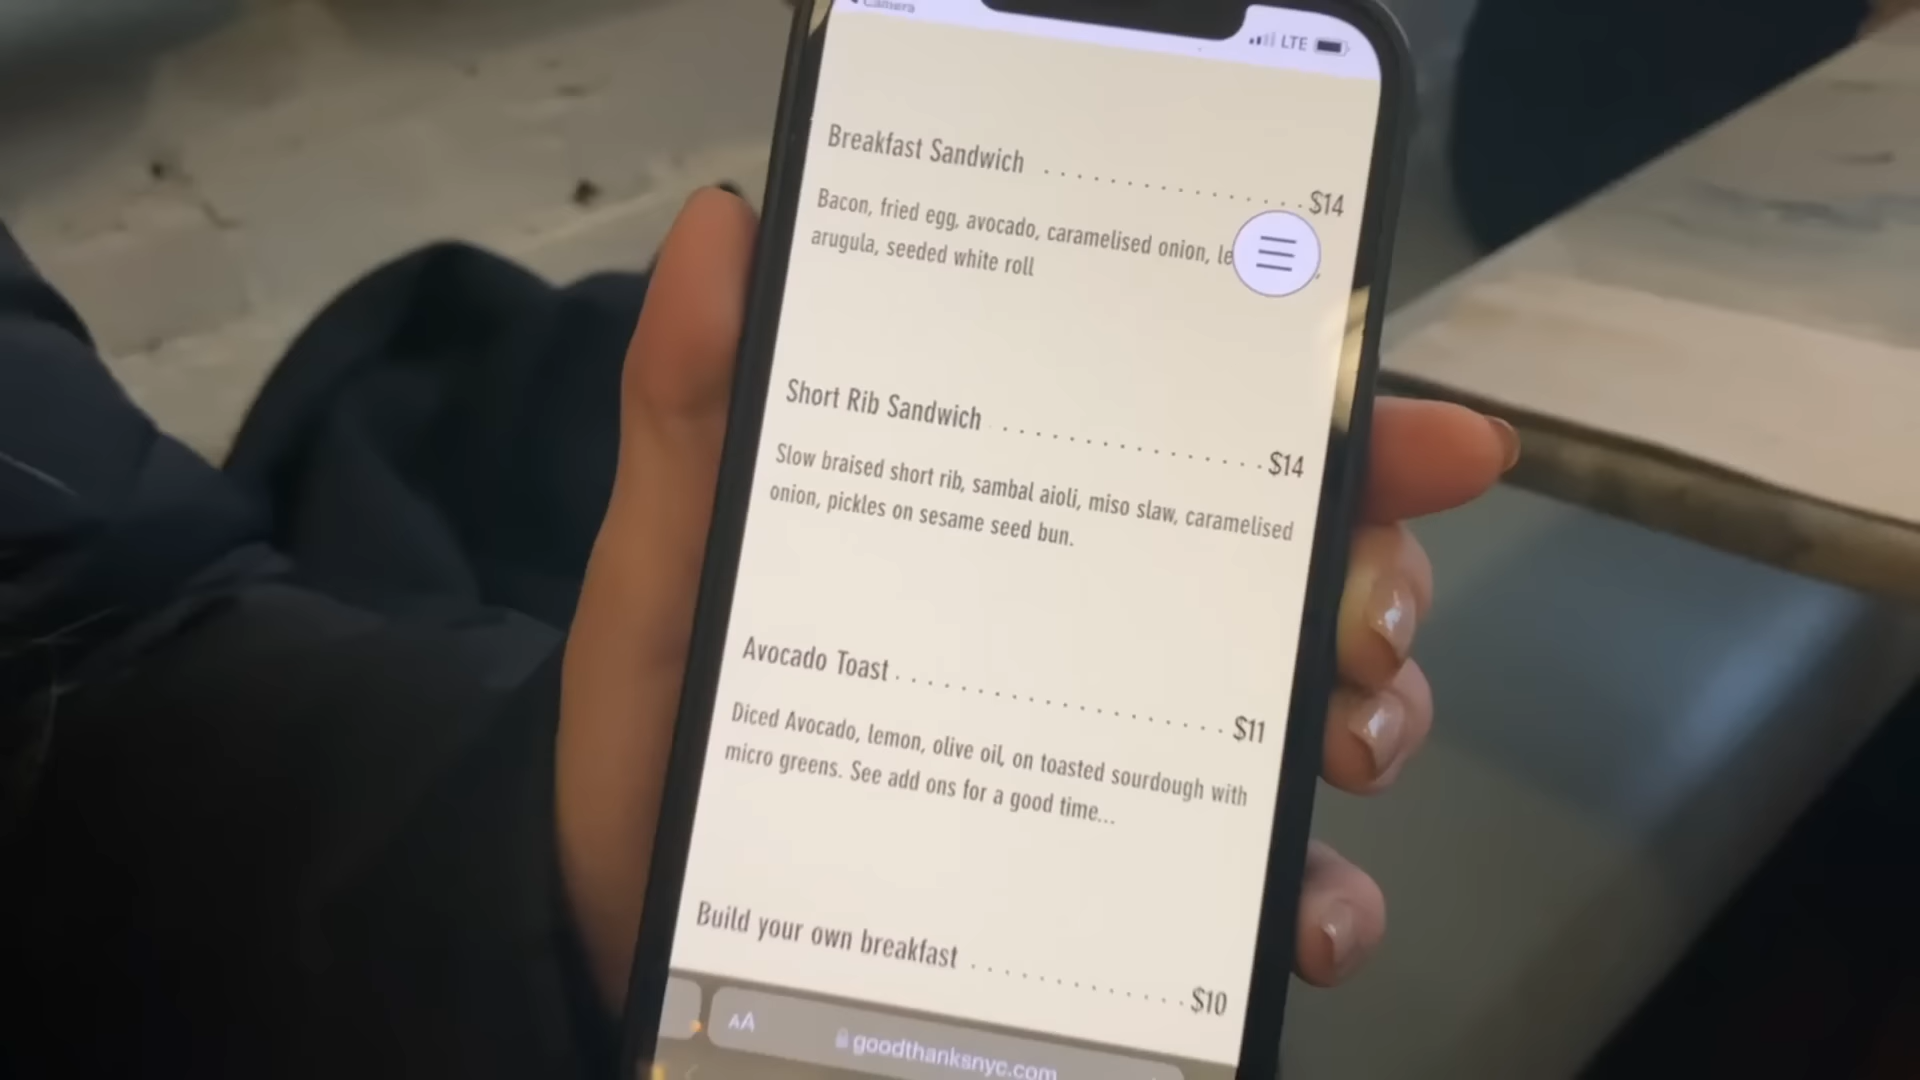 Camera
LTE
Breakfast Sandwich . . . . . . . . . . . . . . . . $14
Bacon, fried egg, avocado, caramelised onion,
arugula, seeded white roll
Short Rib Sandwich . . . . . . . . . . . . . . . . $14
Slow braised short rib, sambal aioli, miso slaw, caramelised
onion, pickles on sesame seed bun.
Avocado Toast . . . . . . . . . . . . . . . . . . . . . $11
Diced Avocado, lemon, olive oil, on toasted sourdough with
micro greens. See add ons for a good time...
Build your own breakfast . . . . . . . . . . . . . $10
AA goodthanksnyc.com